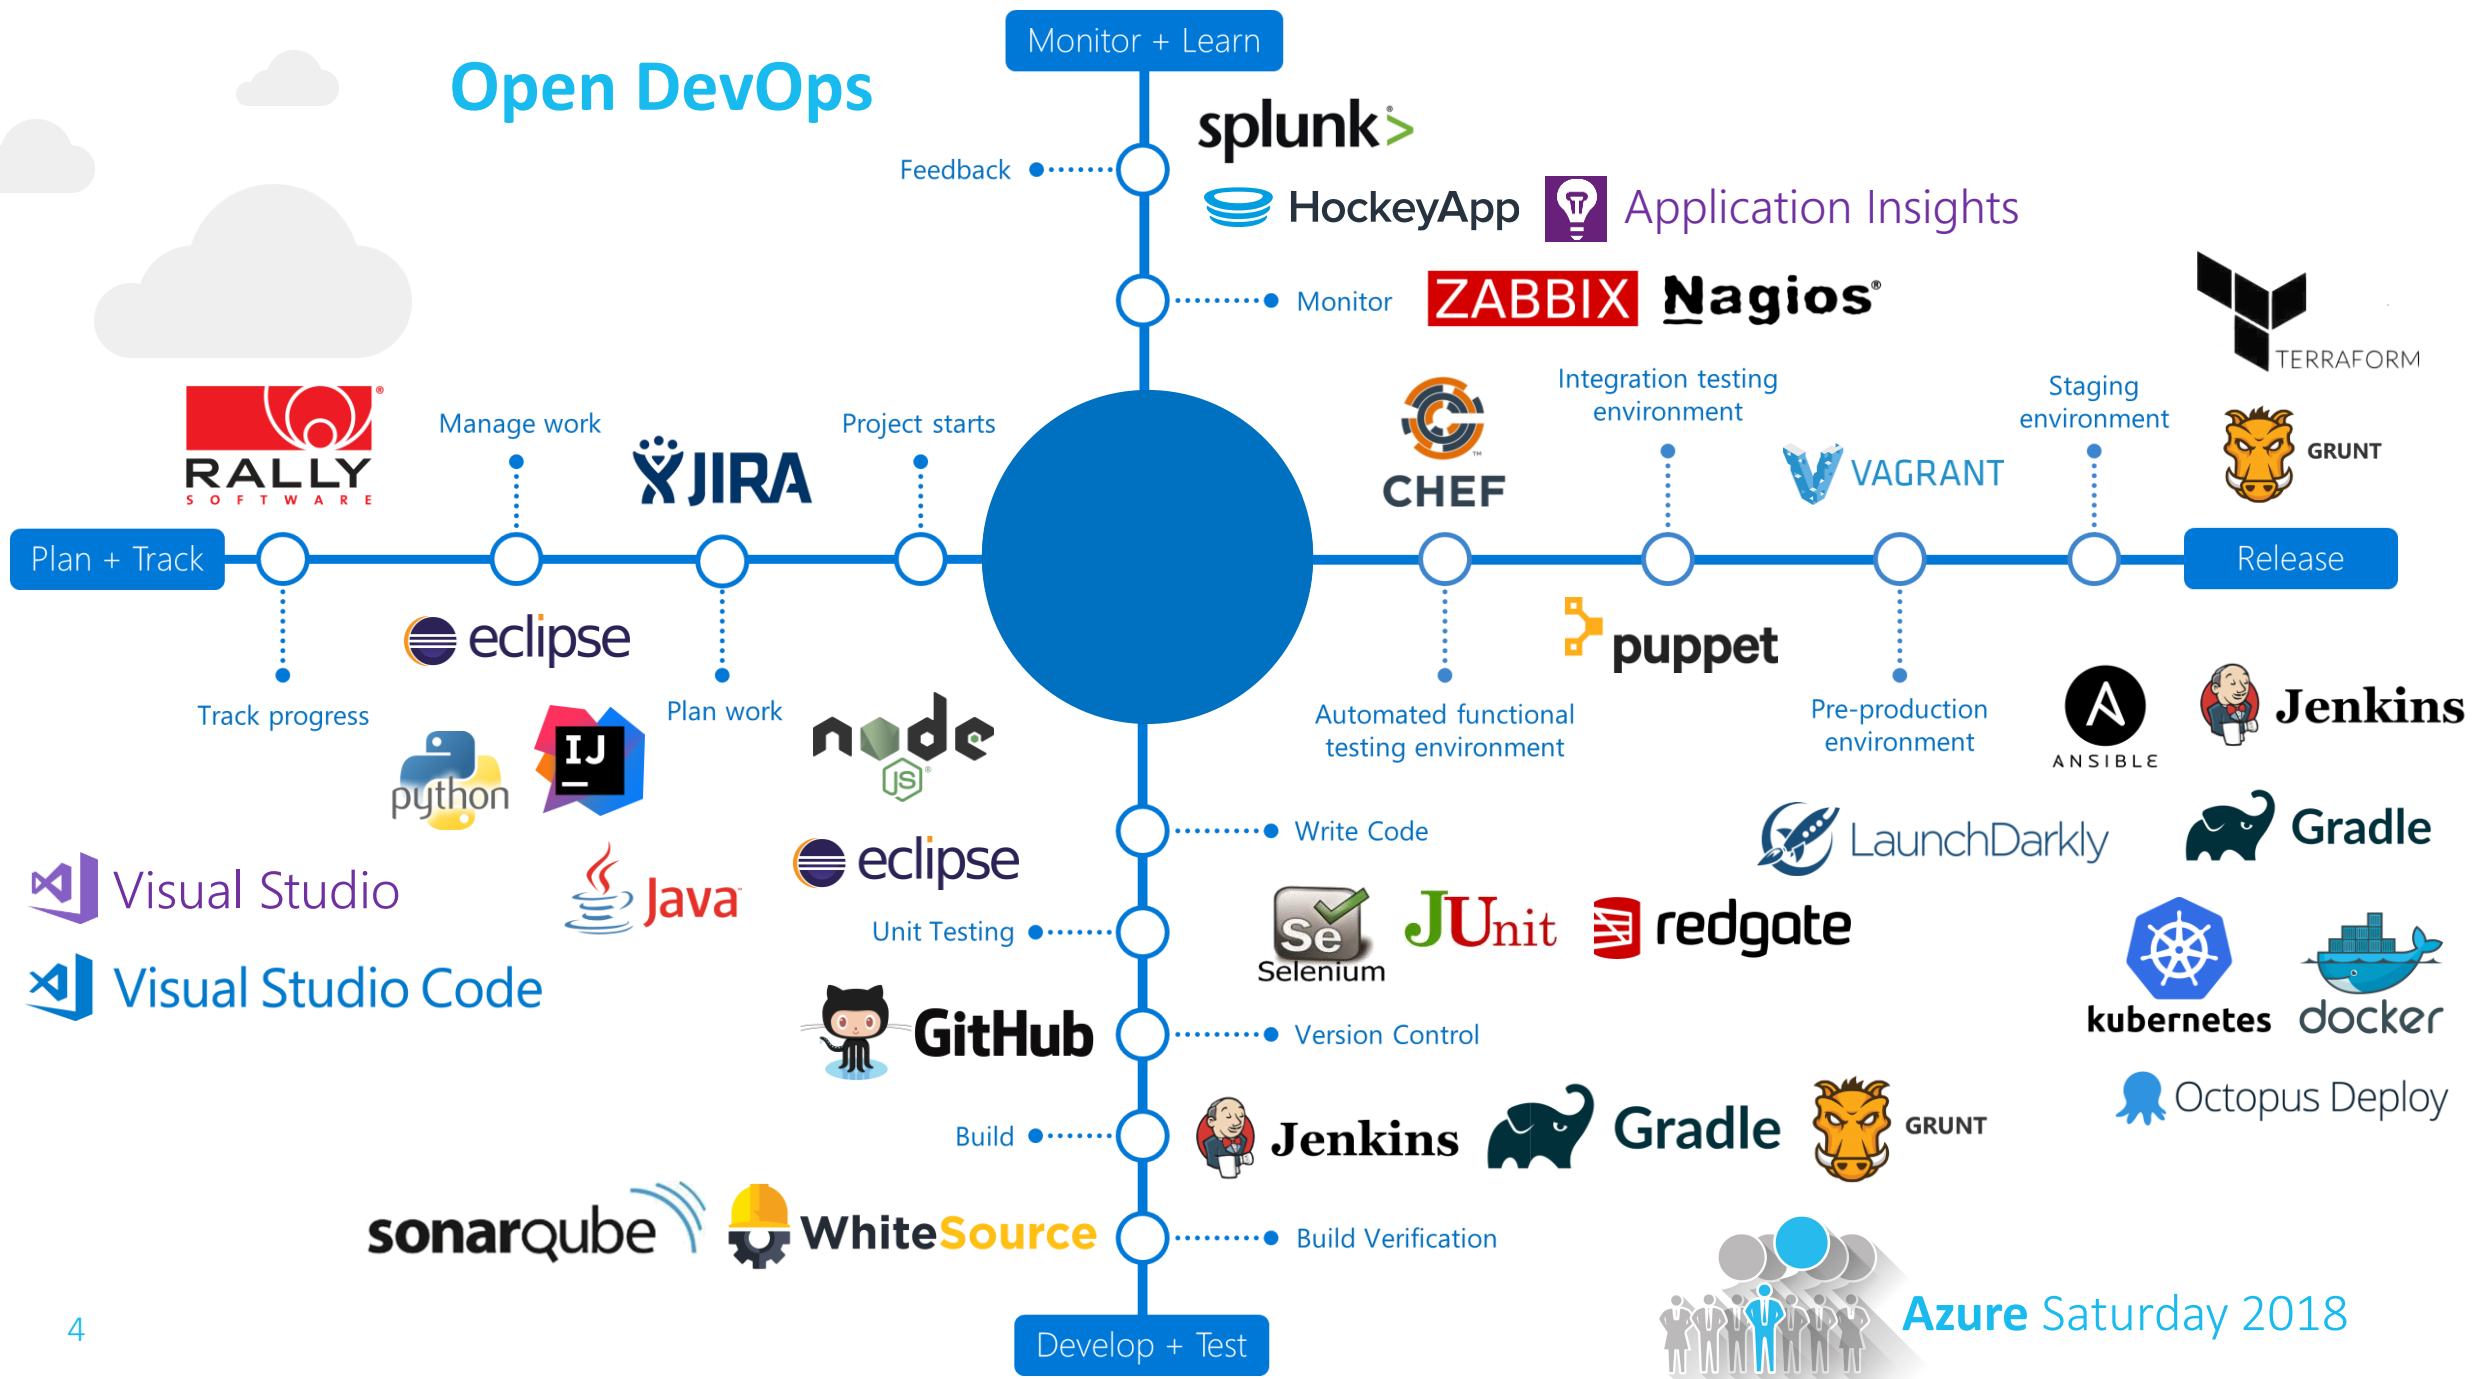 Monitor + Learn
Open DevOps
splunk>®
Feedback
HockeyApp
Application Insights
Monitor
ZABBIX
Nagios®
TERRAFORM
Integration testing
environment
Staging
environment
RALLY®
SOFTWARE
Manage work
JIRA
Project starts
CHEF™
VAGRANT
GRUNT
Plan + Track
Release
eclipse
puppet
Track progress
Plan work
node
JS®
Automated functional
testing environment
Pre-production
environment
A
ANSIBLE
Jenkins
python
IJ
Write Code
LaunchDarkly
Gradle
eclipse
Visual Studio
Java™
Unit Testing
Se
Selenium
JUnit
redgate
Visual Studio Code
GitHub
Version Control
kubernetes
docker
Octopus Deploy
Build
Jenkins
Gradle
GRUNT
sonarqube
WhiteSource
Build Verification
4
Develop + Test
Azure Saturday 2018